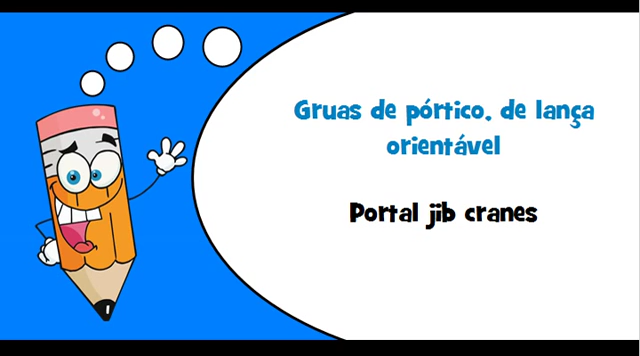 Gruas de pórtico, de lança
orientável
Portal jib cranes